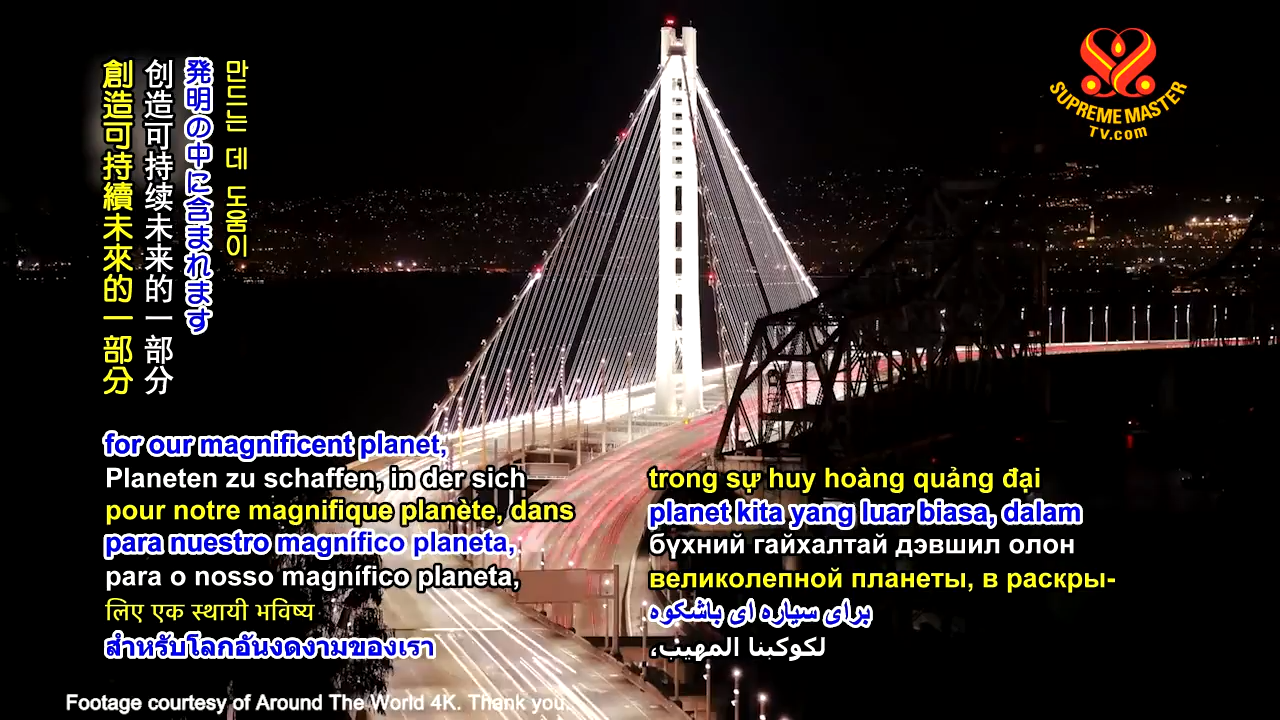 創造可持續未來的一部分
创造可持续未来的一部分
発明の中に含まれます
만드는 데 도움이
SUPREME MASTER
TV.com
for our magnificent planet,
Planeten zu schaffen, in der sich
pour notre magnifique planète, dans
para nuestro magnífico planeta,
para o nosso magnífico planeta,
लिए एक स्थायी भविष्य
สำหรับโลกอันงดงามของเรา
trong sự huy hoàng quảng đại
planet kita yang luar biasa, dalam
бүхний гайхалтай дэвшил олон
великолепной планеты, в раскры-
برای سیاره ای باشکوه
لكوكبنا المهيب،
Footage courtesy of Around The World 4K. Thank you.